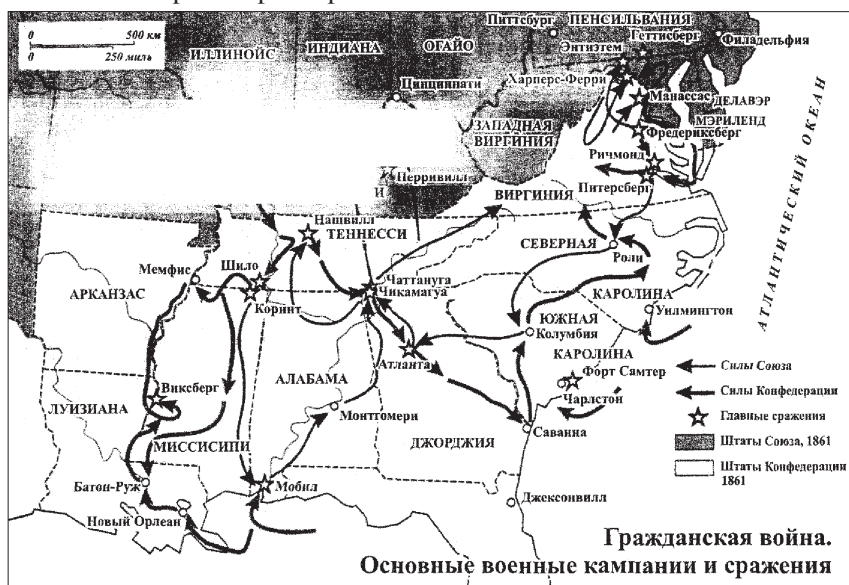 Питтсбург
ПЕНСИЛЬВАНИЯ
Геттисберг
Филадельфия
Энтиэтем
0 500 км
0 250 миль
ИЛЛИНОЙС
ИНДИАНА
ОГАЙО
Цинциннати
Харперс-Ферри
Манассас
ДЕЛАВЭР
МЭРИЛЕНД
ЗАПАДНАЯ
ВИРГИНИЯ
Фредериксберг
Ричмонд
Питерсберг
Перривилл
И
ВИРГИНИЯ
Нашвилл
ТЕННЕССИ
СЕВЕРНАЯ
Роли
Мемфис
Шило
Чаттануга
Чикамагуа
АРКАНЗАС
Коринт
КАРОЛИНА
Уилмингтон
ЮЖНАЯ
Колумбия
Атланта
КАРОЛИНА
Форт Самтер
Чарлстон
АЛАБАМА
Виксберг
ЛУИЗИАНА
Монтгомери
МИССИСИПИ
ДЖОРДЖИЯ
Саванна
Батон-Руж
Мобил
Новый Орлеан
Джексонвилл
АТЛАНТИЧЕСКИЙ ОКЕАН
Силы Союза
Силы Конфедерации
Главные сражения
Штаты Союза, 1861
Штаты Конфедерации
1861
Гражданская война.
Основные военные кампании и сражения